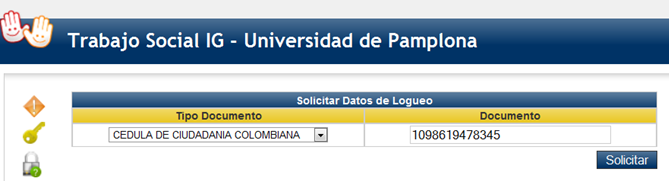 Trabajo Social IG - Universidad de Pamplona
Solicitar Datos de Logueo
Tipo Documento Documento
CEDULA DE CIUDADANIA COLOMBIANA 1098619478345
Solicitar